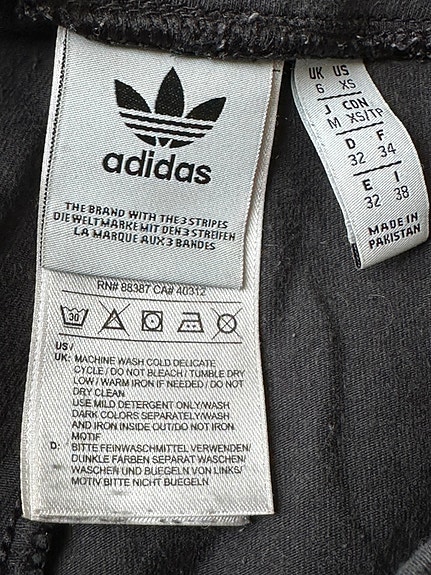 adidas
THE BRAND WITH THE 3 STRIPES
DIE WELTMARKE MIT DEN 3 STREIFEN
LA MARQUE AUX 3 BANDES
RN# 88387 CA# 40312
30
US /
UK: MACHINE WASH COLD DELICATE
CYCLE / DO NOT BLEACH / TUMBLE DRY
LOW / WARM IRON IF NEEDED / DO NOT
DRY CLEAN
USE MILD DETERGENT ONLY/WASH
DARK COLORS SEPARATELY/WASH
AND IRON INSIDE OUT/DO NOT IRON
MOTIF
D: BITTE FEINWASCHMITTEL VERWENDEN/
DUNKLE FARBEN SEPARAT WASCHEN/
WASCHEN UND BUEGELN VON LINKS/
MOTIV BITTE NICHT BUEGELN
UK US
6 XS
J CDN
M XS/TP
D F
32 34
E I
32 38
MADE IN
PAKISTAN